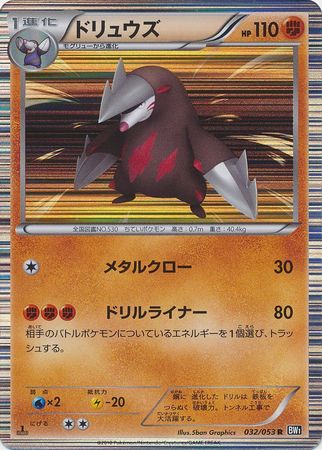 1 進化
ドリュウズ
HP 110
モグリューから進化
全国図鑑NO.530 ちていポケモン 高さ:0.7m 重さ:40.4kg
メタルクロー 30
ドリルライナー 80
相手のバトルポケモンについているエネルギーを1個選び、トラッシュする。
弱点 ×2
抵抗力 -20
にげる
鋼に 進化した ドリルは 鉄板を
つらぬく 破壊力。トンネル工事で
大活躍する。
Illus.5ban Graphics
032/053 R BW1
©2010 Pokémon/Nintendo/Creatures/GAME FREAK